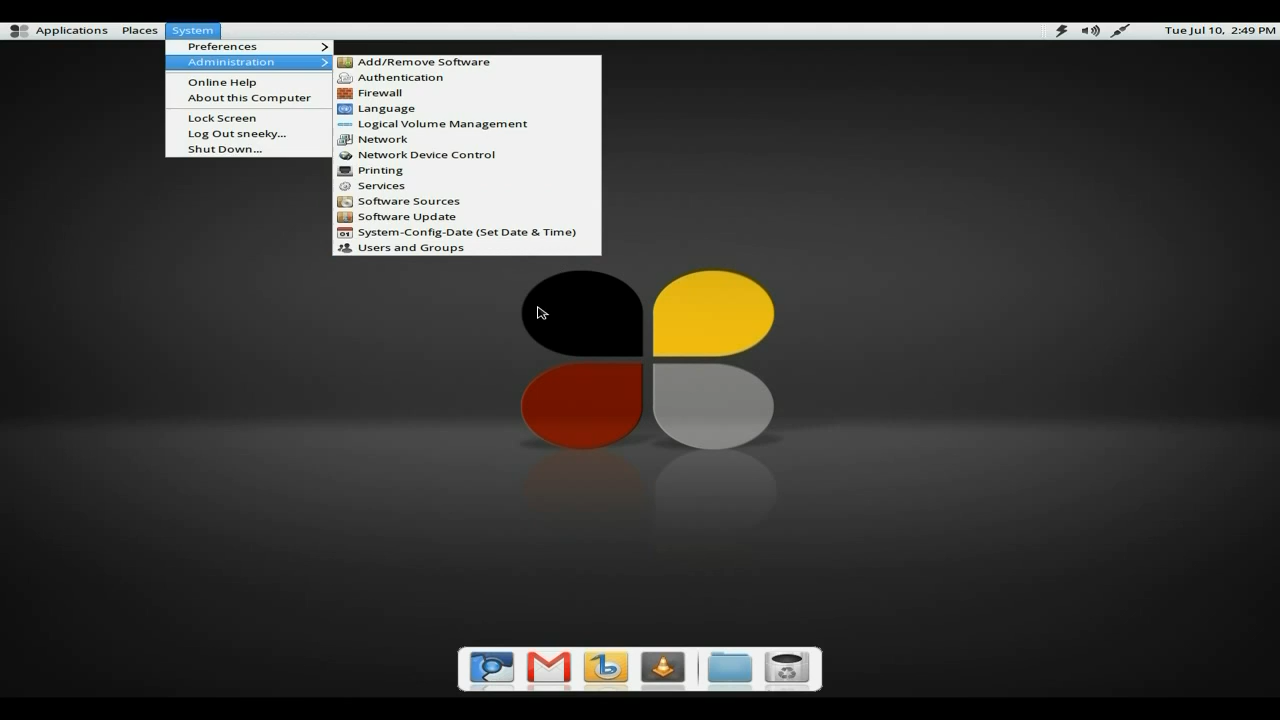 Applications Places System Tue Jul 10, 2:49 PM
Preferences
Administration
Online Help
About this Computer
Lock Screen
Log Out sneeky...
Shut Down...
Add/Remove Software
Authentication
Firewall
Language
Logical Volume Management
Network
Network Device Control
Printing
Services
Software Sources
Software Update
System-Config-Date (Set Date & Time)
Users and Groups